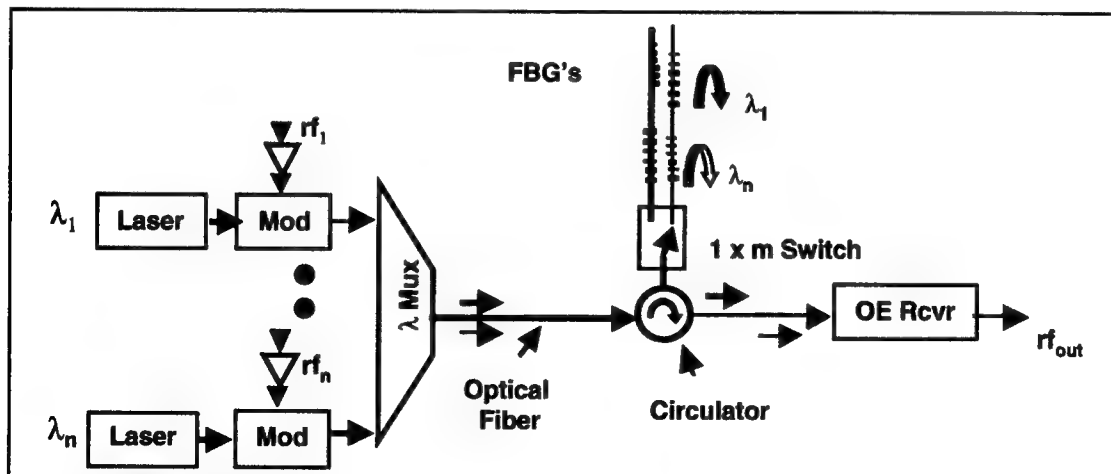 FBG's
λ1
λn
rf1
λ1 Laser Mod
λ Mux
1 x m Switch
OE Rcvr
rfout
rfn
Optical
Fiber
Circulator
λn Laser Mod